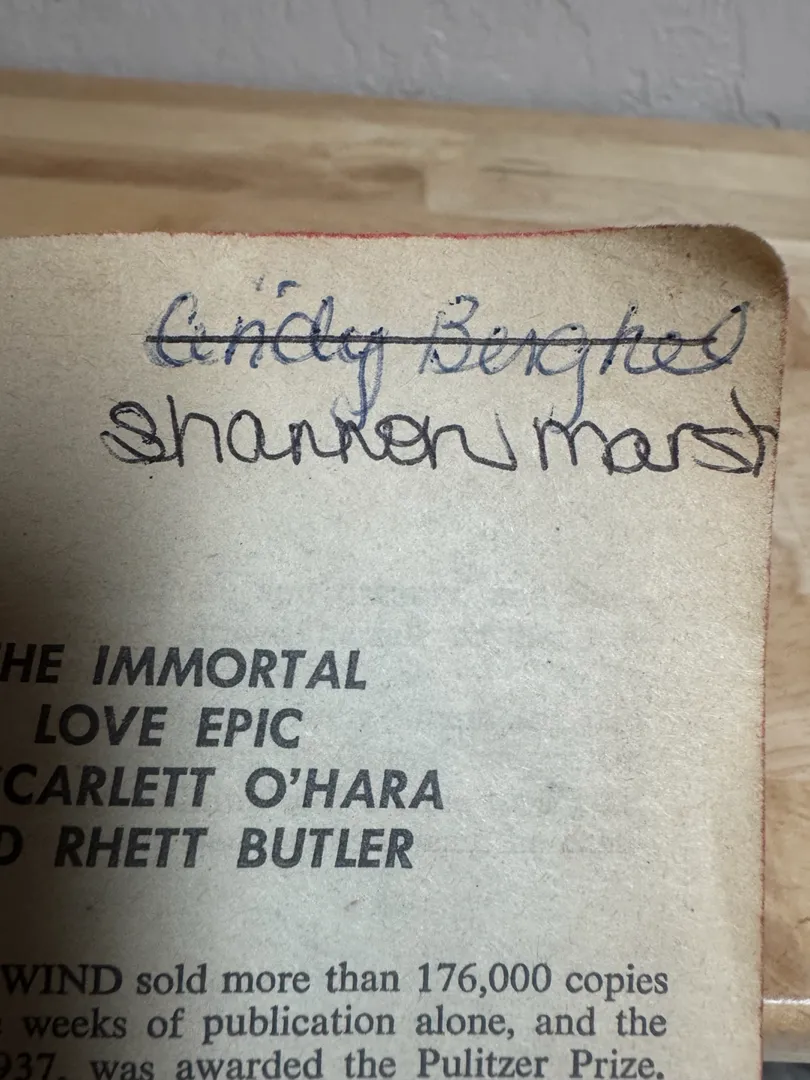 Cindy Berghel
shannon marsh
HE IMMORTAL
LOVE EPIC
CARLETT O'HARA
D RHETT BUTLER
WIND sold more than 176,000 copies
weeks of publication alone, and the
937, was awarded the Pulitzer Prize.